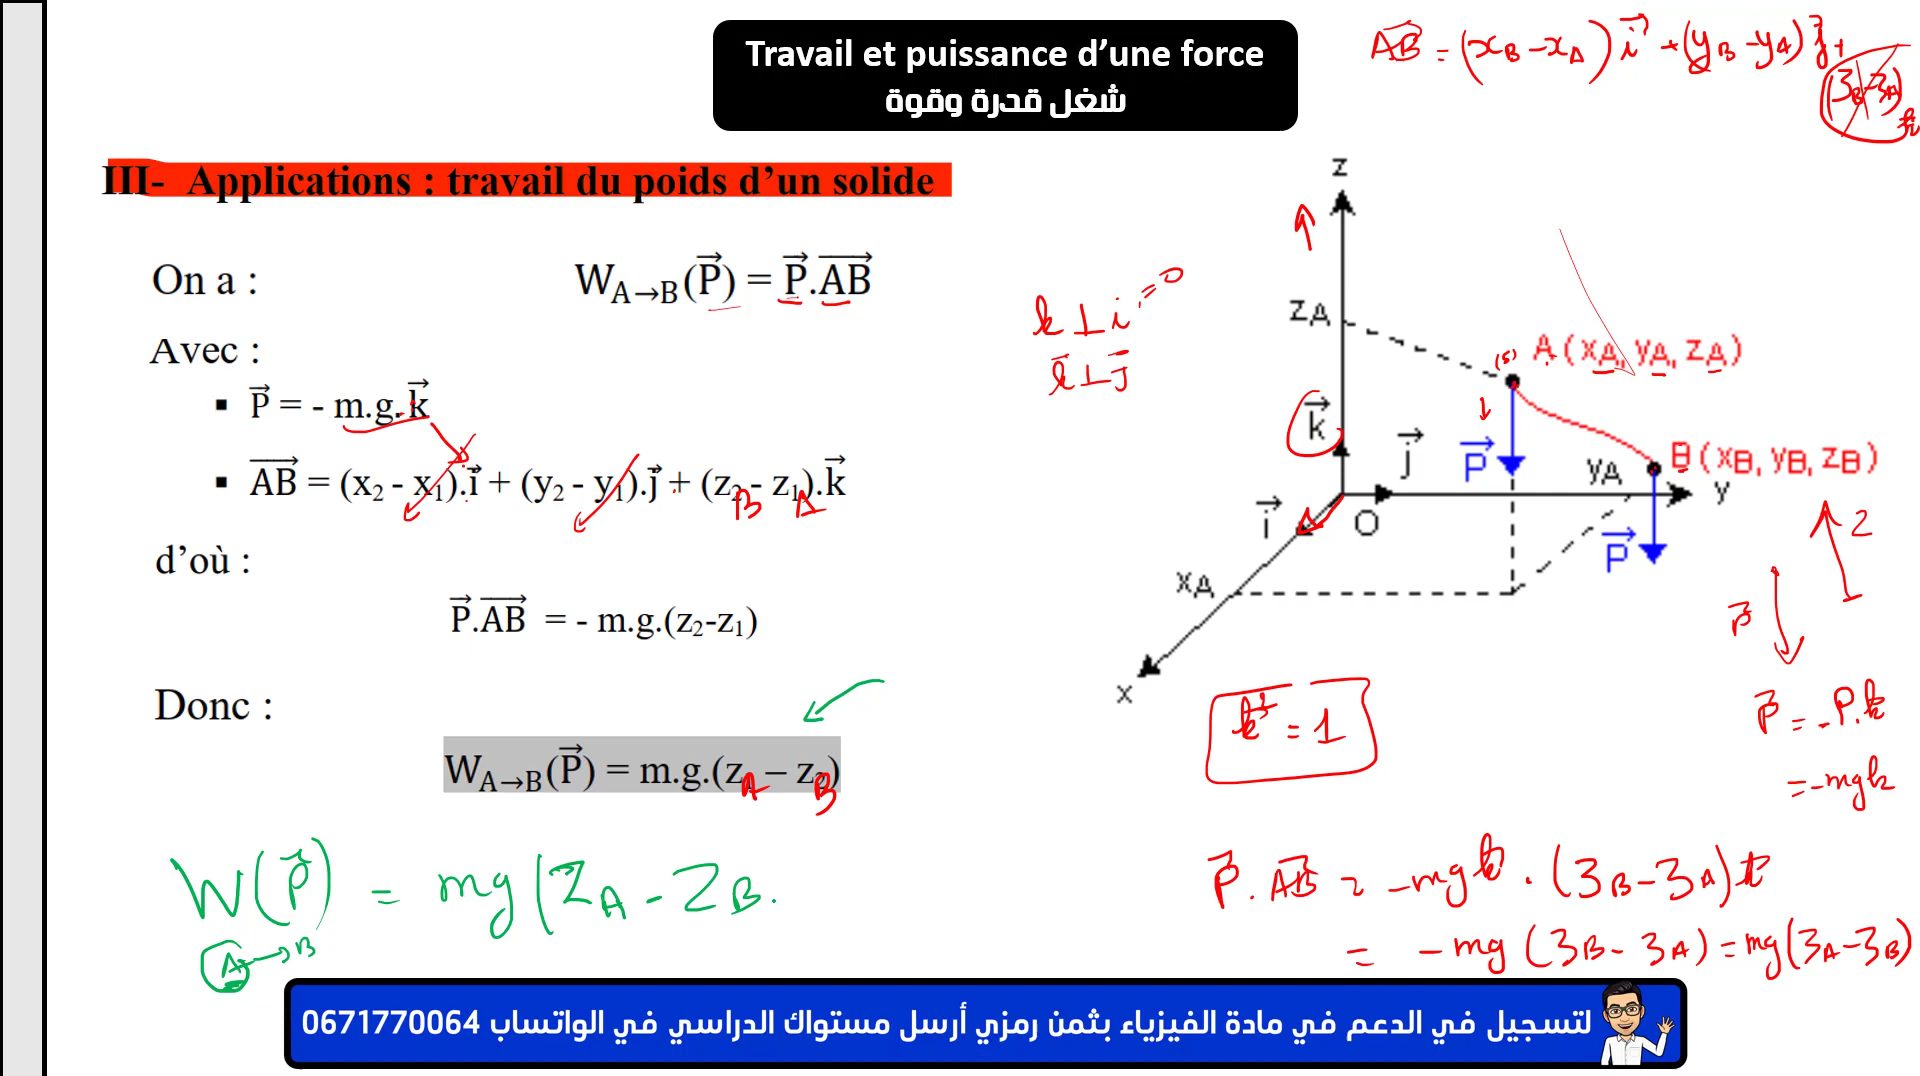 Travail et puissance d’une force
شغل قدرة وقوة
AB = (xB - xA) i + (yB - yA) j +
(zB - zA) k
III- Applications : travail du poids d’un solide
On a : W A→B (P) = P.AB
Avec :
▪ P = - m.g.k
▪ AB = (x2 - x1).i + (y2 - y1).j + (z2 - z1).k
B A
d’où :
P.AB = - m.g.(z2-z1)
Donc :
W A→B (P) = m.g.(z1 – z2)
A B
W(P) = mg(ZA - ZB.
A → B
k ⊥ i = 0
k ⊥ j
z
zA
(S) A ( xA, yA, zA )
k
j
P
yA
B ( xB, yB, zB )
y
i
O
P
xA
x
Z
P
k² = 1
P = -P.k
= -mgk
P . AB = -mgk . (zB - zA) k
= -mg (zB - zA) = mg(zA - zB)
لتسجيل في الدعم في مادة الفيزياء بثمن رمزي أرسل مستواك الدراسي في الواتساب 0671770064